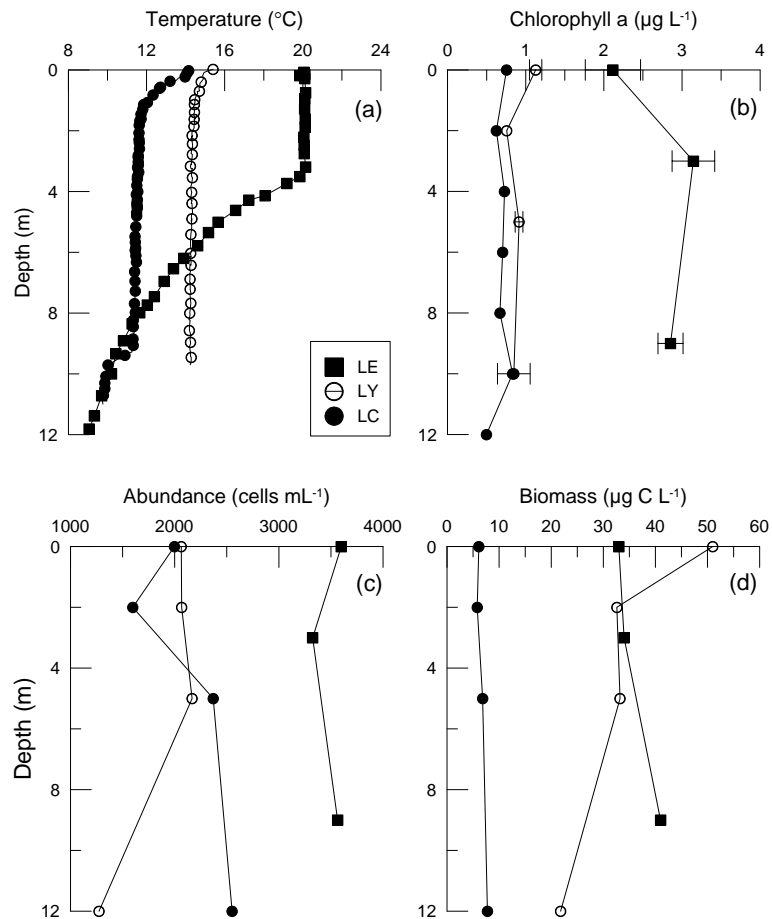 Temperature (°C)
8 12 16 20 24
0
4
8
12
Depth (m)
(a)
LE
LY
LC
Chlorophyll a (µg L-1)
0 1 2 3 4
0
4
8
12
(b)
Abundance (cells mL-1)
1000 2000 3000 4000
0
4
8
12
Depth (m)
(c)
Biomass (µg C L-1)
0 10 20 30 40 50 60
0
4
8
12
(d)